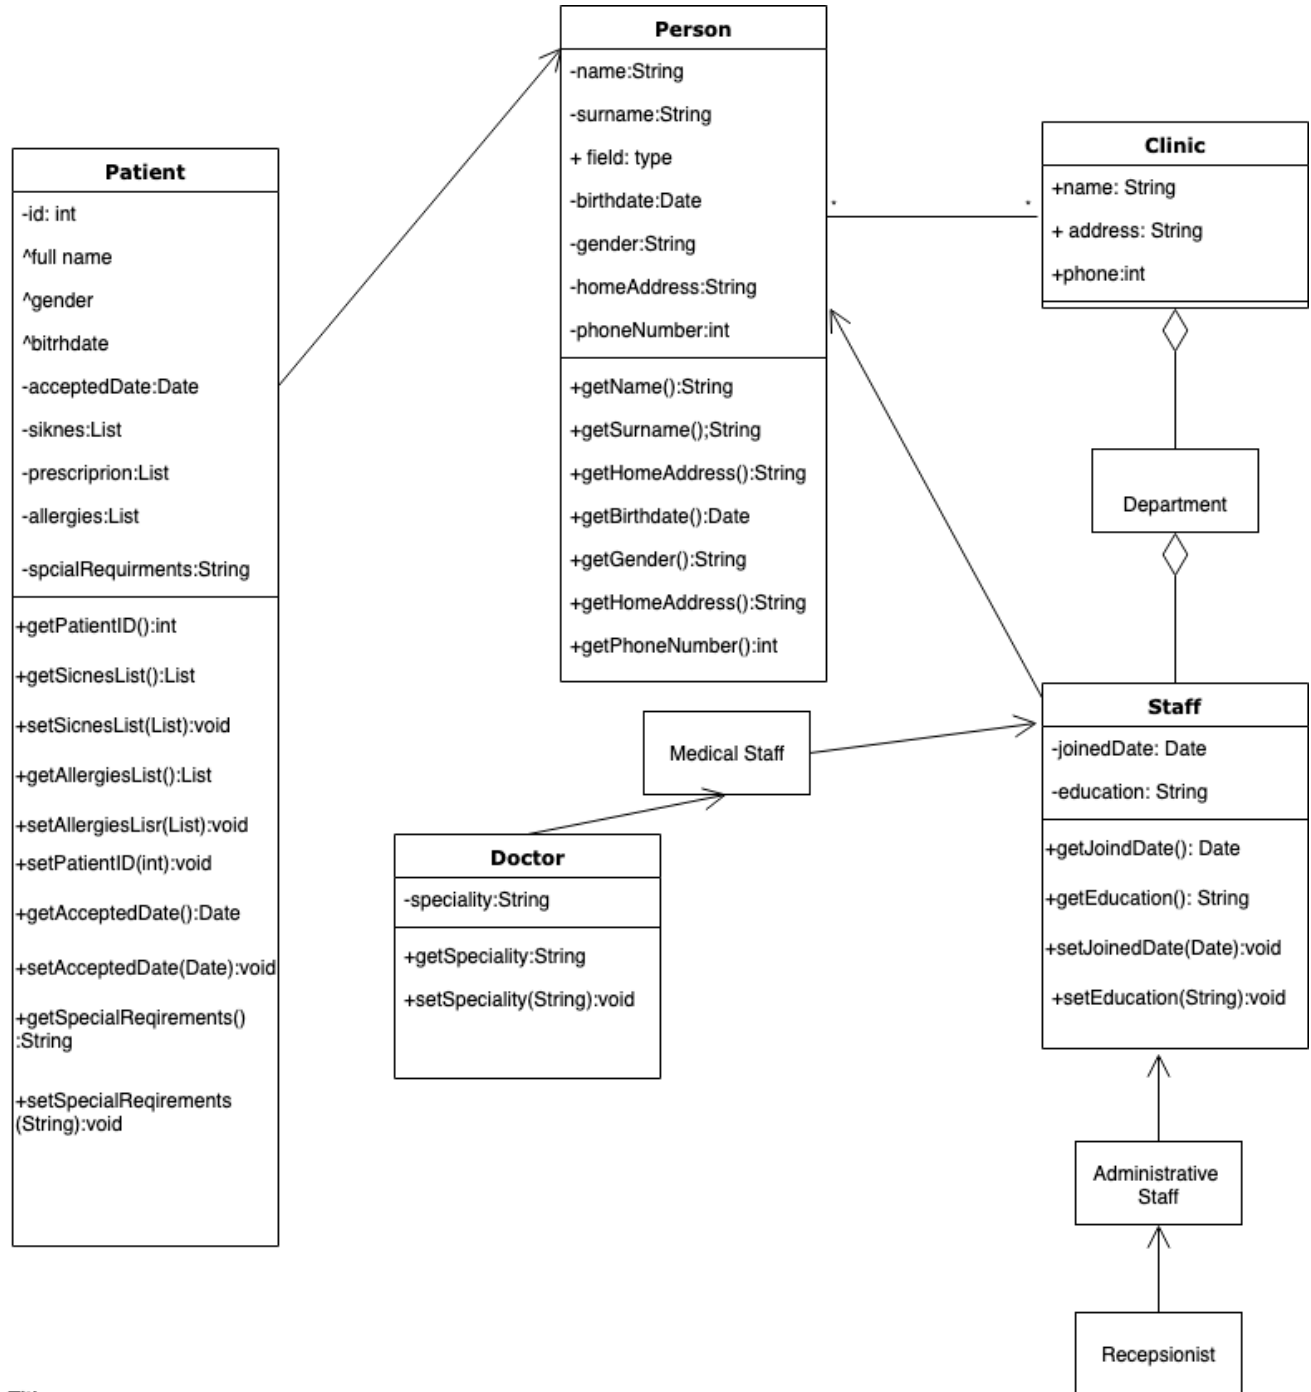 Person
-name:String
-surname:String
+ field: type
-birthdate:Date
-gender:String
-homeAddress:String
-phoneNumber:int
+getName():String
+getSurname();String
+getHomeAddress():String
+getBirthdate():Date
+getGender():String
+getHomeAddress():String
+getPhoneNumber():int
*
*
Clinic
+name: String
+ address: String
+phone:int
Patient
-id: int
^full name
^gender
^bitrhdate
-acceptedDate:Date
-siknes:List
-prescriprion:List
-allergies:List
-spcialRequirments:String
+getPatientID():int
+getSicnesList():List
+setSicnesList(List):void
+getAllergiesList():List
+setAllergiesLisr(List):void
+setPatientID(int):void
+getAcceptedDate():Date
+setAcceptedDate(Date):void
+getSpecialReqirements()
:String
+setSpecialReqirements
(String):void
Department
Medical Staff
Doctor
-speciality:String
+getSpeciality:String
+setSpeciality(String):void
Staff
-joinedDate: Date
-education: String
+getJoindDate(): Date
+getEducation(): String
+setJoinedDate(Date):void
+setEducation(String):void
Administrative
Staff
Recepsionist